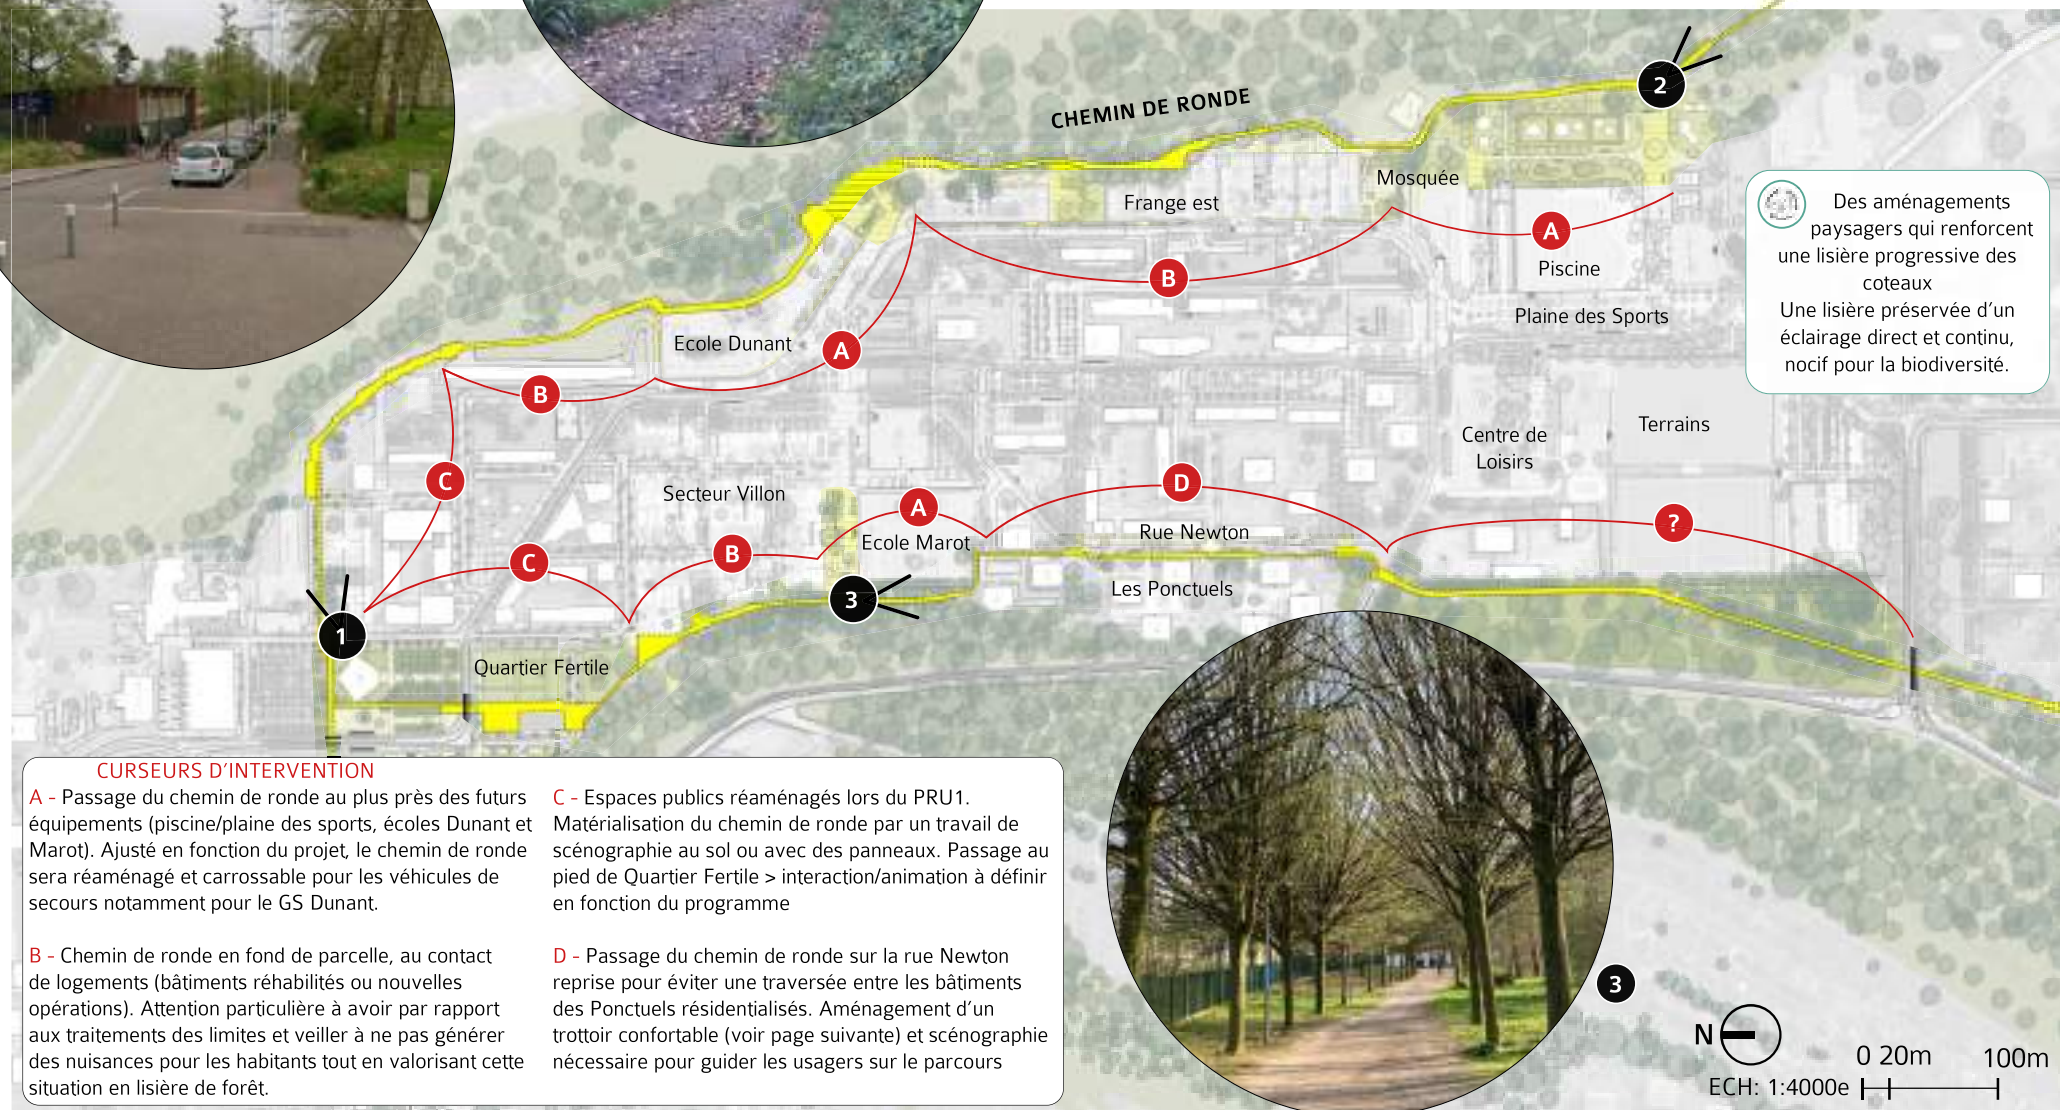 CHEMIN DE RONDE
2
Mosquée
Frange est
A
Piscine
B
Plaine des Sports
Des aménagements
paysagers qui renforcent
une lisière progressive des
coteaux
Une lisière préservée d'un
éclairage direct et continu,
nocif pour la biodiversité.
Ecole Dunant
A
B
C
Secteur Villon
A
D
Centre de
Loisirs
Terrains
?
Ecole Marot
Rue Newton
B
C
Les Ponctuels
3
1
Quartier Fertile
CURSEURS D'INTERVENTION
A - Passage du chemin de ronde au plus près des futurs
équipements (piscine/plaine des sports, écoles Dunant et
Marot). Ajusté en fonction du projet, le chemin de ronde
sera réaménagé et carrossable pour les véhicules de
secours notamment pour le GS Dunant.
B - Chemin de ronde en fond de parcelle, au contact
de logements (bâtiments réhabilités ou nouvelles
opérations). Attention particulière à avoir par rapport
aux traitements des limites et veiller à ne pas générer
des nuisances pour les habitants tout en valorisant cette
situation en lisière de forêt.
C - Espaces publics réaménagés lors du PRU1.
Matérialisation du chemin de ronde par un travail de
scénographie au sol ou avec des panneaux. Passage au
pied de Quartier Fertile > interaction/animation à définir
en fonction du programme
D - Passage du chemin de ronde sur la rue Newton
reprise pour éviter une traversée entre les bâtiments
des Ponctuels résidentialisés. Aménagement d'un
trottoir confortable (voir page suivante) et scénographie
nécessaire pour guider les usagers sur le parcours
3
N
0 20m 100m
ECH: 1:4000e